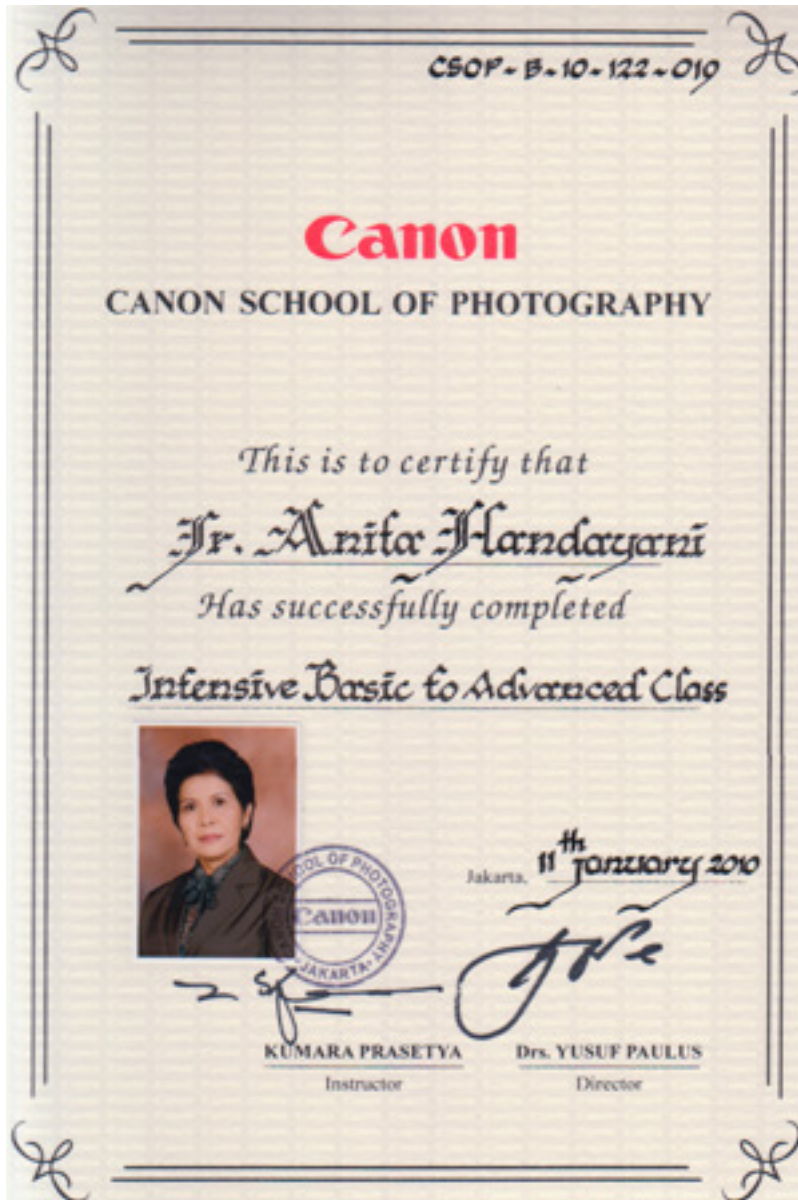 CSOP-B-10-122-019
Canon
CANON SCHOOL OF PHOTOGRAPHY
This is to certify that
Ir. Anita Handayani
Has successfully completed
Intensive Basic to Advanced Class
OOL OF PHOTOGRAPHY
Canon
JAKARTA
Jakarta, 11th January 2010
KUMARA PRASETYA Drs. YUSUF PAULUS
Instructor Director